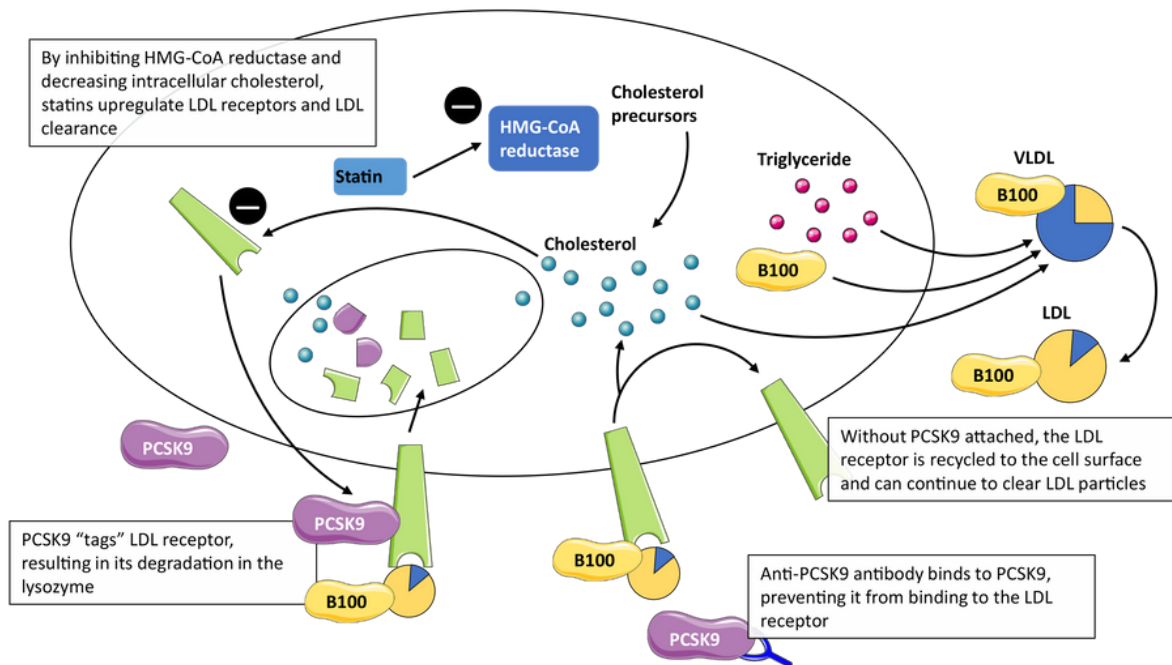 By inhibiting HMG-CoA reductase and
decreasing intracellular cholesterol,
statins upregulate LDL receptors and LDL
clearance
Cholesterol
precursors
HMG-CoA
reductase
Statin
Triglyceride
VLDL
B100
Cholesterol
B100
LDL
B100
PCSK9
Without PCSK9 attached, the LDL
receptor is recycled to the cell surface
and can continue to clear LDL particles
PCSK9
PCSK9 “tags” LDL receptor,
resulting in its degradation in the
lysozyme
B100
B100
Anti-PCSK9 antibody binds to PCSK9,
preventing it from binding to the LDL
receptor
PCSK9